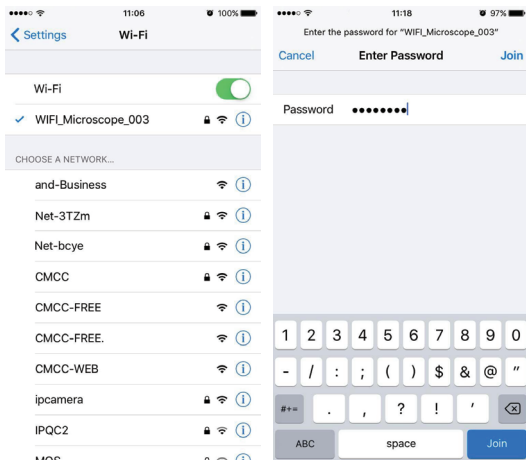 11:06
100%
Settings
Wi-Fi
Wi-Fi
WIFI_Microscope_003
CHOOSE A NETWORK...
and-Business
Net-3TZm
Net-bcye
CMCC
CMCC-FREE
CMCC-FREE.
CMCC-WEB
ipcamera
IPQC2
11:18
97%
Enter the password for “WIFI_Microscope_003”
Cancel Enter Password Join
Password ●●●●●●●●
1 2 3 4 5 6 7 8 9 0
- / : ; ( ) $ & @ "
#+= . , ? ! '
ABC space Join